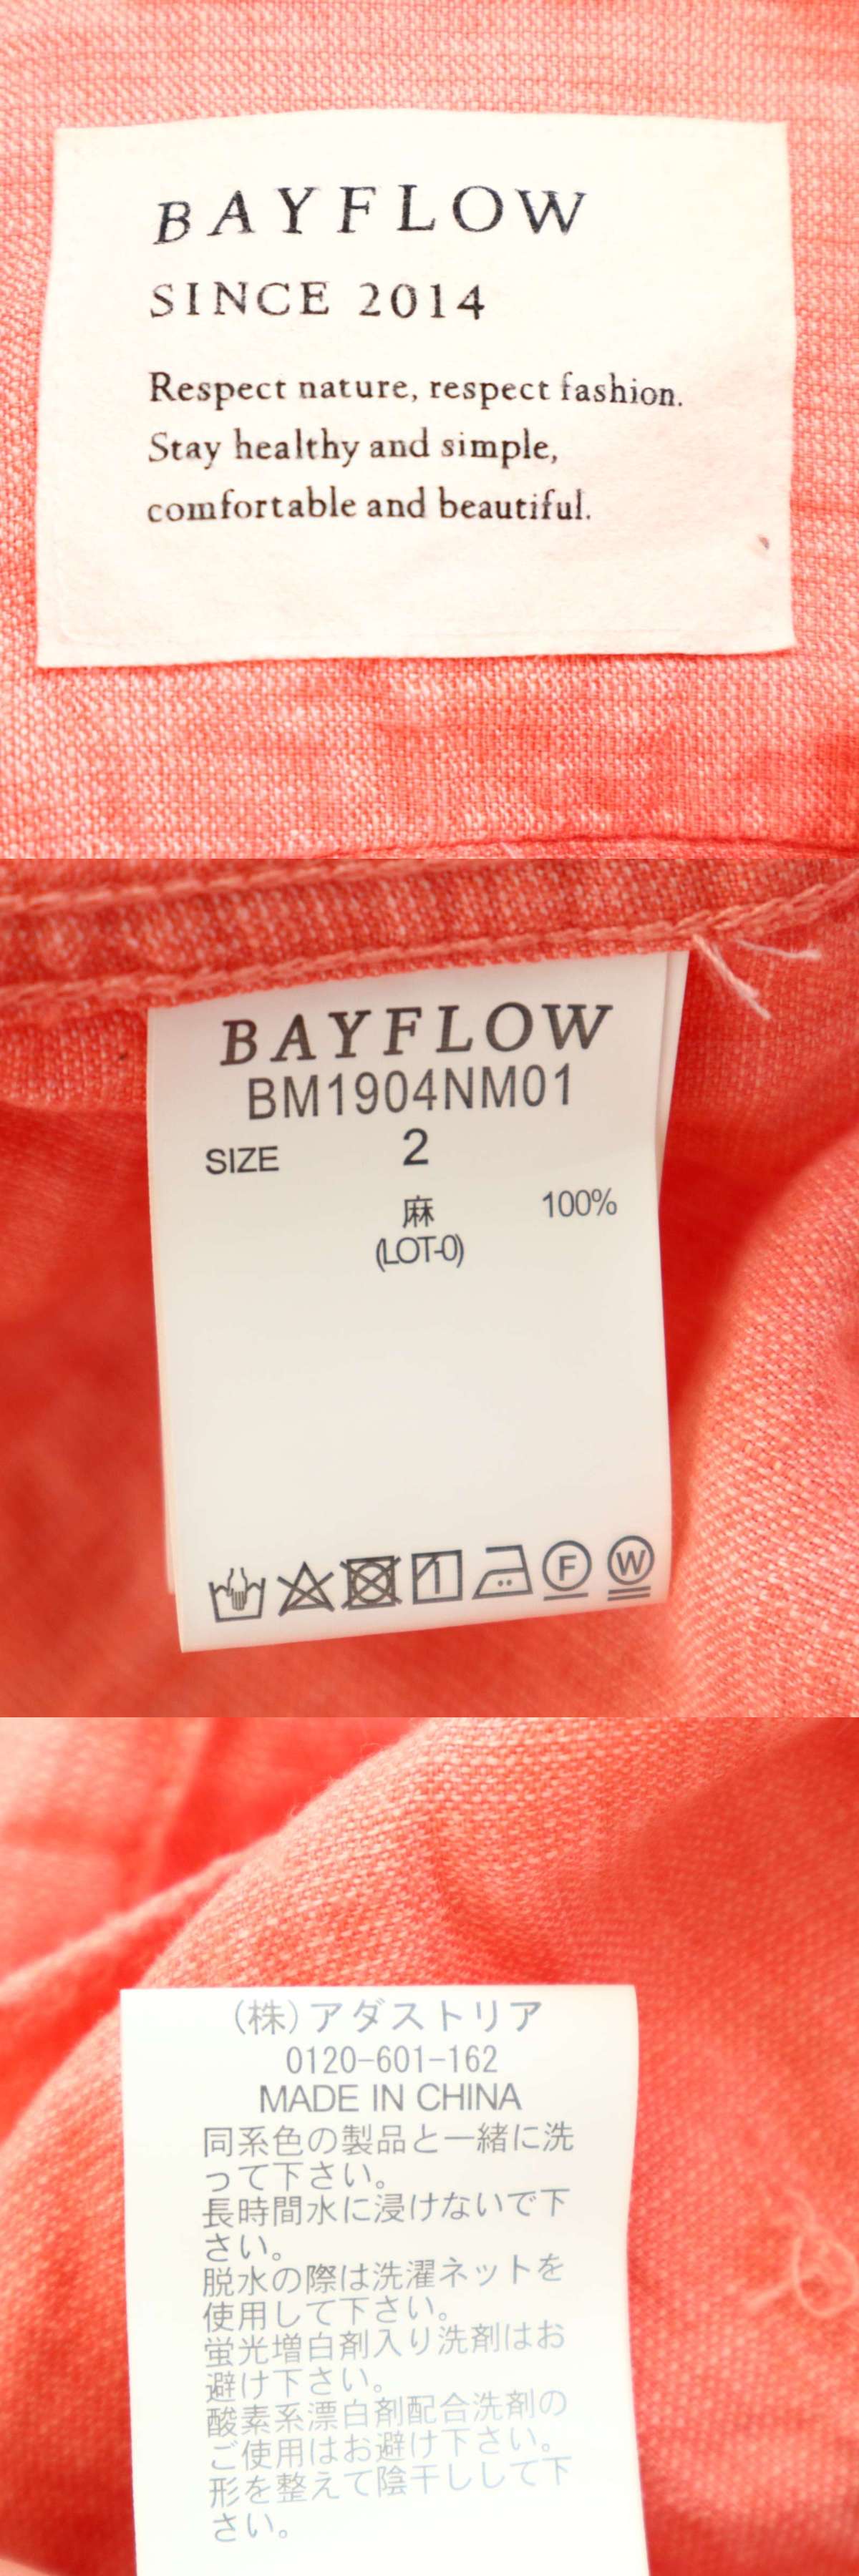 BAYFLOW
SINCE 2014
Respect nature, respect fashion.
Stay healthy and simple,
comfortable and beautiful.
BAYFLOW
BM1904NM01
SIZE 2
麻 100%
(LOT-0)
F W
(株)アダストリア
0120-601-162
MADE IN CHINA
同系色の製品と一緒に洗
って下さい。
長時間水に浸けないで下
さい。
脱水の際は洗濯ネットを
使用して下さい。
蛍光増白剤入り洗剤はお
避け下さい。
酸素系漂白剤配合洗剤の
ご使用はお避け下さい。
形を整えて陰干しして下
さい。